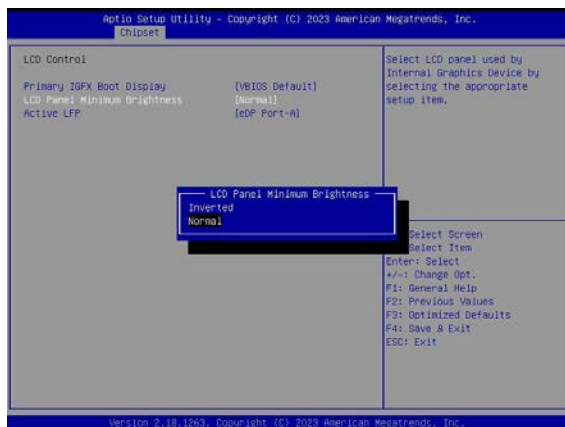 Aptio Setup Utility - Copyright (C) 2023 American Megatrends, Inc.
Chipset
LCD Control
Primary IGFX Boot Display [VBIOS Default]
LCD Panel Minimum Brightness [Normal]
Active LFP [eDP Port-A]
Select LCD panel used by
Internal Graphics Device by
selecting the appropriate
setup item.
LCD Panel Minimum Brightness
Inverted
Normal
Select Screen
Select Item
Enter: Select
+/-: Change Opt.
F1: General Help
F2: Previous Values
F3: Optimized Defaults
F4: Save & Exit
ESC: Exit
Version 2.18.1263. Copyright (C) 2023 American Megatrends, Inc.